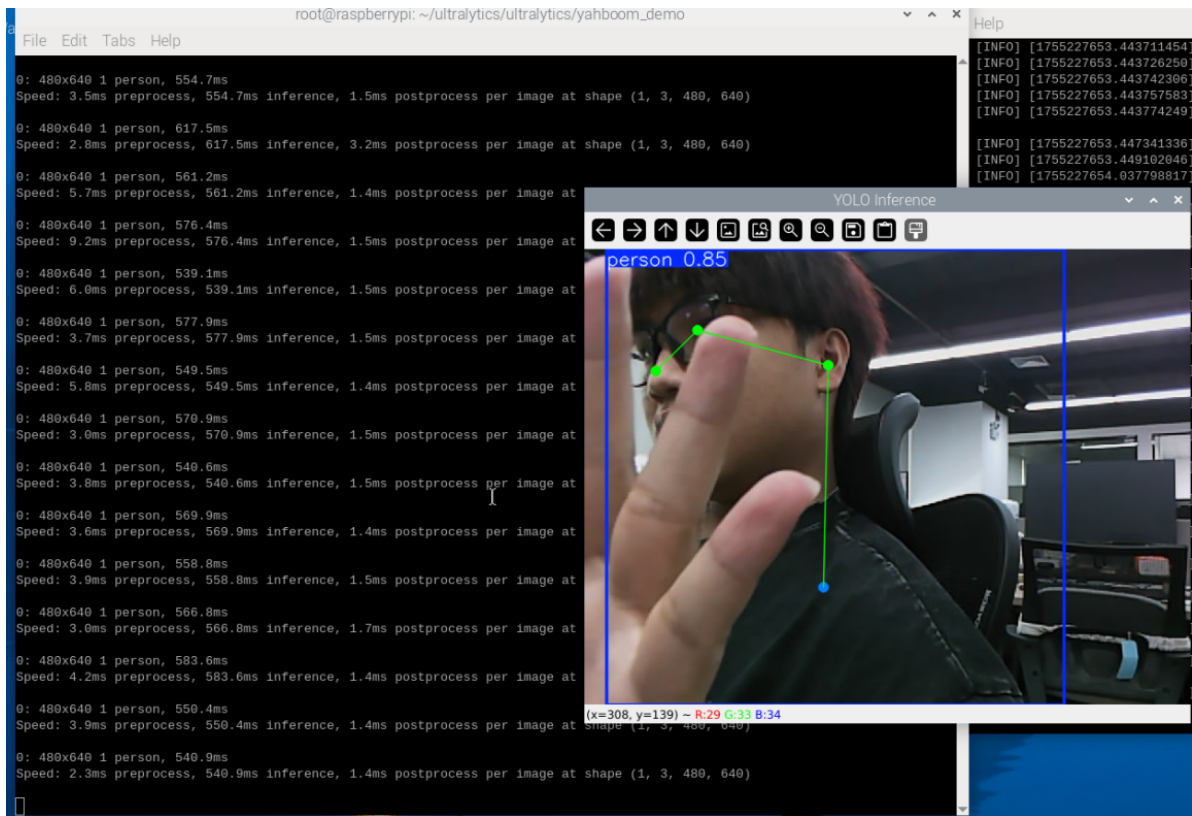 root@raspberrypi: ~/ultralytics/ultralytics/yahboom_demo
File Edit Tabs Help
0: 480x640 1 person, 554.7ms
Speed: 3.5ms preprocess, 554.7ms inference, 1.5ms postprocess per image at shape (1, 3, 480, 640)
0: 480x640 1 person, 617.5ms
Speed: 2.8ms preprocess, 617.5ms inference, 3.2ms postprocess per image at shape (1, 3, 480, 640)
0: 480x640 1 person, 561.2ms
Speed: 5.7ms preprocess, 561.2ms inference, 1.4ms postprocess per image at
0: 480x640 1 person, 576.4ms
Speed: 9.2ms preprocess, 576.4ms inference, 1.5ms postprocess per image at
0: 480x640 1 person, 539.1ms
Speed: 6.0ms preprocess, 539.1ms inference, 1.5ms postprocess per image at
0: 480x640 1 person, 577.9ms
Speed: 3.7ms preprocess, 577.9ms inference, 1.5ms postprocess per image at
0: 480x640 1 person, 549.5ms
Speed: 5.8ms preprocess, 549.5ms inference, 1.4ms postprocess per image at
0: 480x640 1 person, 570.9ms
Speed: 3.0ms preprocess, 570.9ms inference, 1.5ms postprocess per image at
0: 480x640 1 person, 540.6ms
Speed: 3.8ms preprocess, 540.6ms inference, 1.5ms postprocess per image at
0: 480x640 1 person, 569.9ms
Speed: 3.6ms preprocess, 569.9ms inference, 1.4ms postprocess per image at
0: 480x640 1 person, 558.8ms
Speed: 3.9ms preprocess, 558.8ms inference, 1.5ms postprocess per image at
0: 480x640 1 person, 566.8ms
Speed: 3.0ms preprocess, 566.8ms inference, 1.7ms postprocess per image at
0: 480x640 1 person, 583.6ms
Speed: 4.2ms preprocess, 583.6ms inference, 1.4ms postprocess per image at
0: 480x640 1 person, 550.4ms
Speed: 3.9ms preprocess, 550.4ms inference, 1.4ms postprocess per image at shape (1, 3, 480, 640)
0: 480x640 1 person, 540.9ms
Speed: 2.3ms preprocess, 540.9ms inference, 1.4ms postprocess per image at shape (1, 3, 480, 640)
Help
[INFO] [1755227653.443711454]
[INFO] [1755227653.443726250]
[INFO] [1755227653.443742306]
[INFO] [1755227653.443757583]
[INFO] [1755227653.443774249]
[INFO] [1755227653.447341336]
[INFO] [1755227653.449102046]
[INFO] [1755227654.037798817]
YOLO Inference
person 0.85
(x=308, y=139) ~ R:29 G:33 B:34